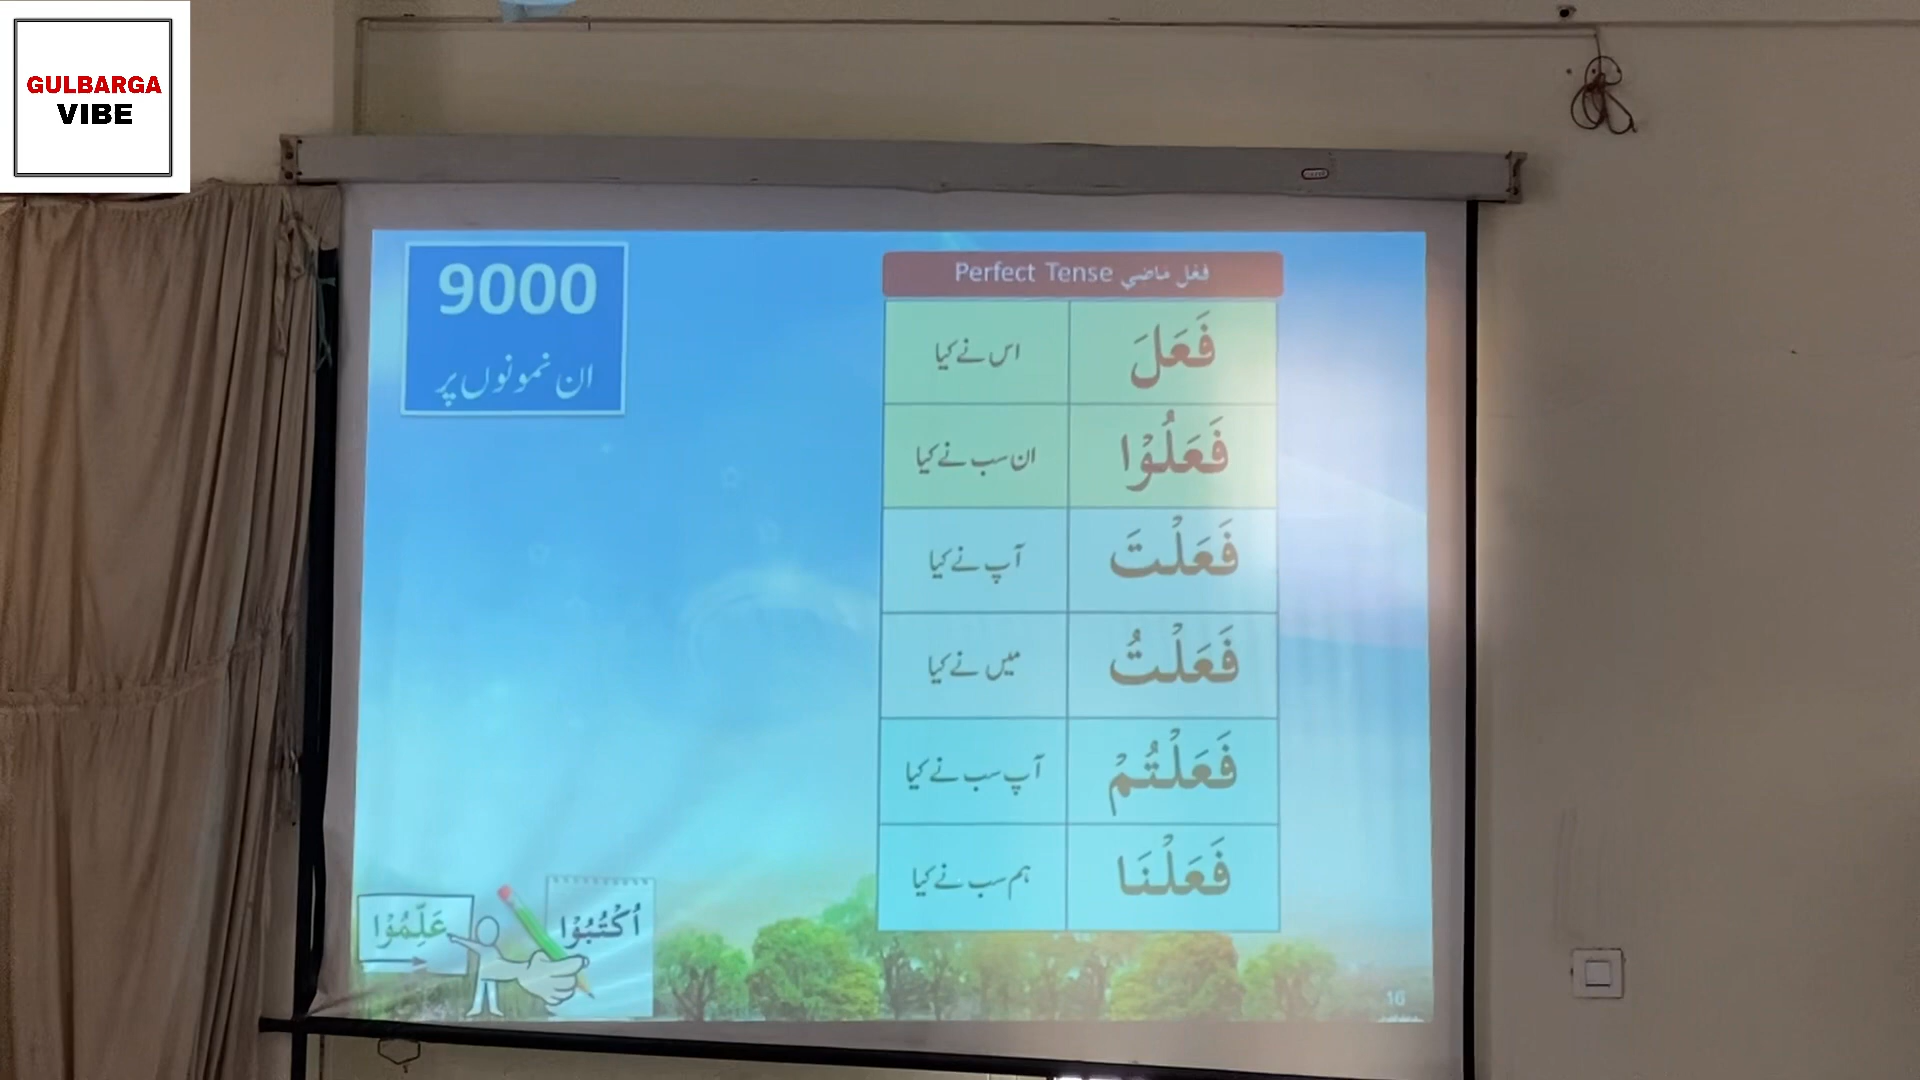 GULBARGA
VIBE
9000
ان نمونوں پر
Perfect Tense فعل ماضي
فَعَلَ اس نے کیا
فَعَلُوْا ان سب نے کیا
فَعَلْتَ آپ نے کیا
فَعَلْتُ میں نے کیا
فَعَلْتُمْ آپ سب نے کیا
فَعَلْنَا ہم سب نے کیا
اُكْتُبُوْا
عَلِّمُوْا
16